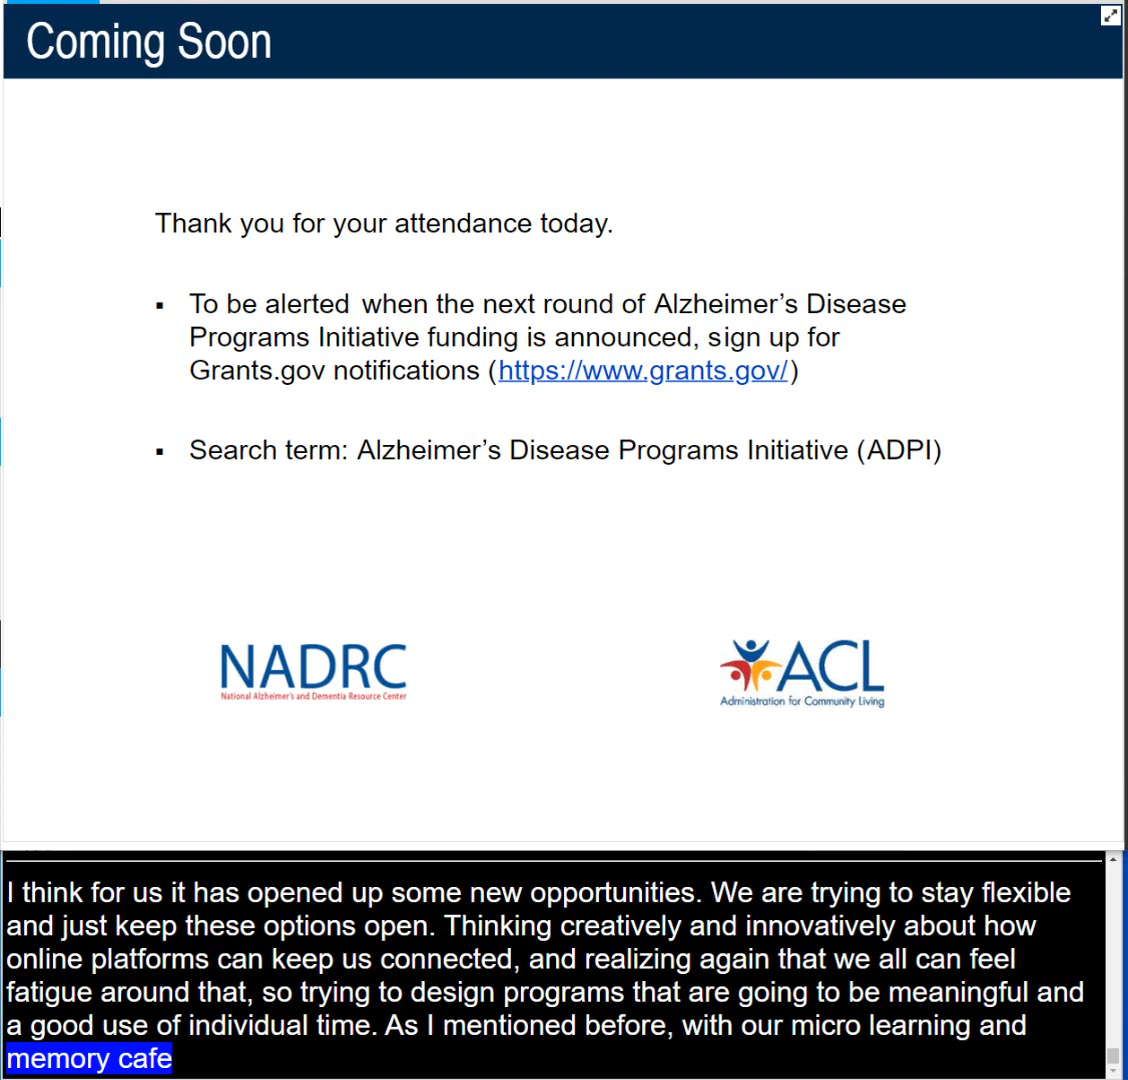 Coming Soon
Thank you for your attendance today.
▪ To be alerted when the next round of Alzheimer's Disease
Programs Initiative funding is announced, sign up for
Grants.gov notifications (https://www.grants.gov/)
▪ Search term: Alzheimer's Disease Programs Initiative (ADPI)
NADRC
National Alzheimer's and Dementia Resource Center
ACL
Administration for Community Living
I think for us it has opened up some new opportunities. We are trying to stay flexible
and just keep these options open. Thinking creatively and innovatively about how
online platforms can keep us connected, and realizing again that we all can feel
fatigue around that, so trying to design programs that are going to be meaningful and
a good use of individual time. As I mentioned before, with our micro learning and
memory cafe